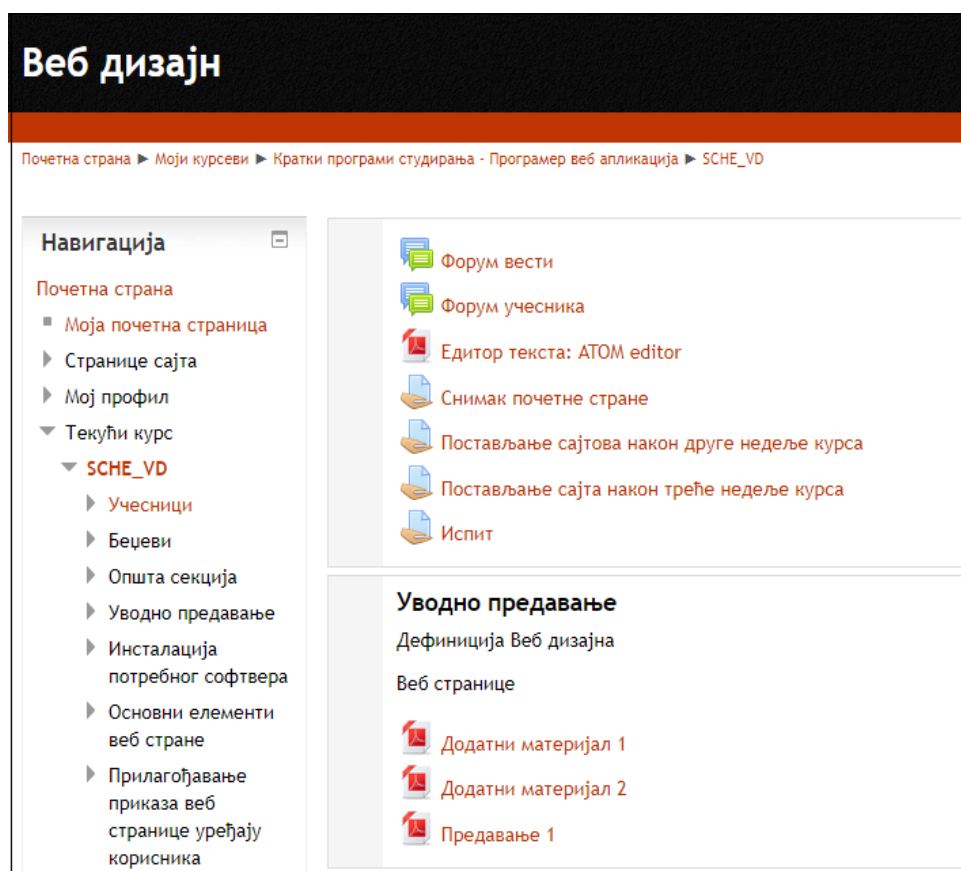 Веб дизајн
Почетна страна ► Моји курсеви ► Кратки програми студирања - Програмер веб апликација ► SCHE_VD
Навигација
Почетна страна
Моја почетна страница
Странице сајта
Мој профил
Текући курс
SCHE_VD
Учесници
Беџеви
Општа секција
Уводно предавање
Инсталација
потребног софтвера
Основни елементи
веб стране
Прилагођавање
приказа веб
странице уређају
корисника
Форум вести
Форум учесника
Едитор текста: ATOM editor
Снимак почетне стране
Постављање сајтова након друге недеље курса
Постављање сајта након треће недеље курса
Испит
Уводно предавање
Дефиниција Веб дизајна
Веб странице
Додатни материјал 1
Додатни материјал 2
Предавање 1